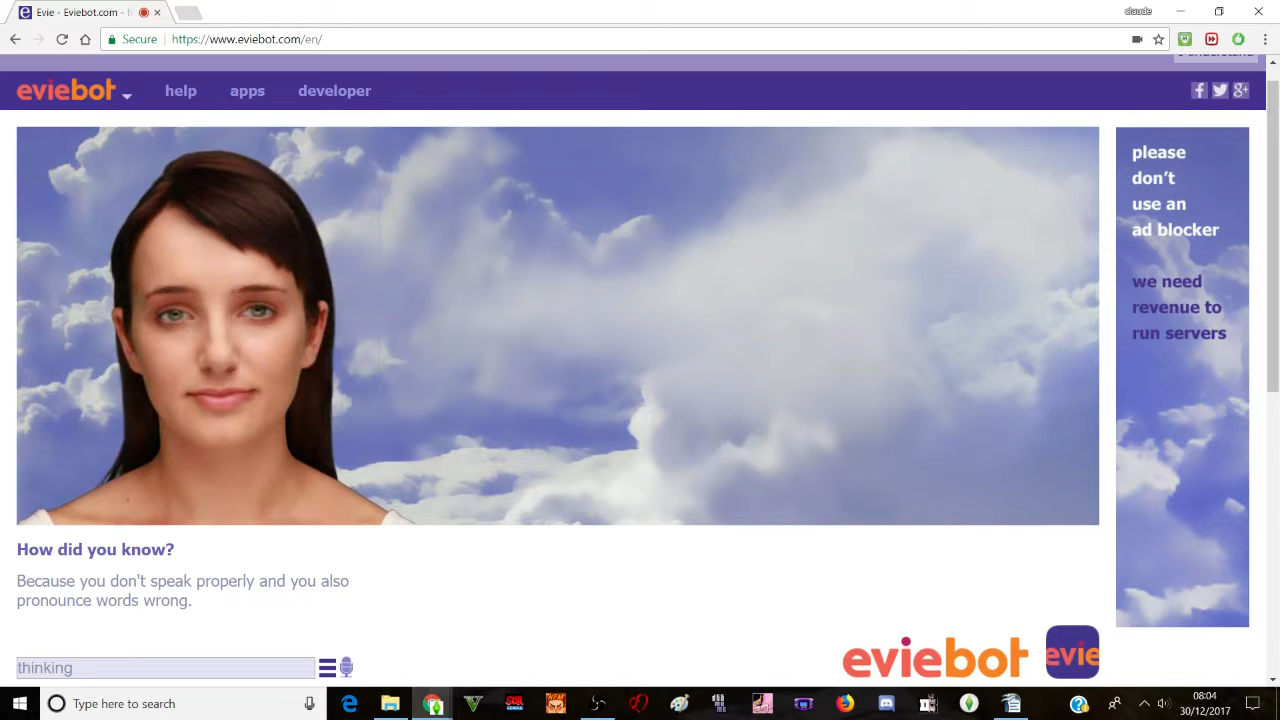 Evie - Eviebot.com - f
claude
Secure
https://www.eviebot.com/en/
eviebot
help
apps
developer
please
don't
use an
ad blocker
we need
revenue to
run servers
How did you know?
Because you don't speak properly and you also
pronounce words wrong.
thinking
eviebot
evie
Type here to search
08:04
30/12/2017